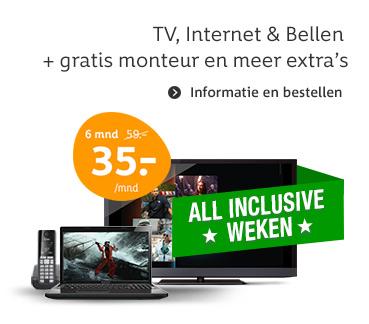 TV, Internet & Bellen
+ gratis monteur en meer extra's
Informatie en bestellen
6 mnd 59,-
35.-
/mnd
ALL INCLUSIVE
★ WEKEN ★